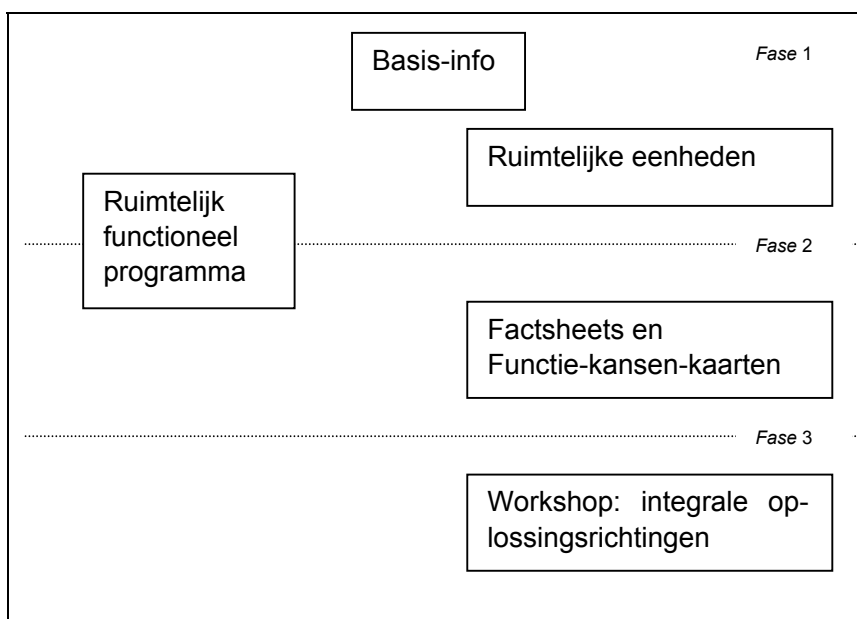 Basis-info
Fase 1
Ruimtelijke eenheden
Ruimtelijk
functioneel
programma
Fase 2
Factsheets en
Functie-kansen-kaarten
Fase 3
Workshop: integrale op-
lossingsrichtingen